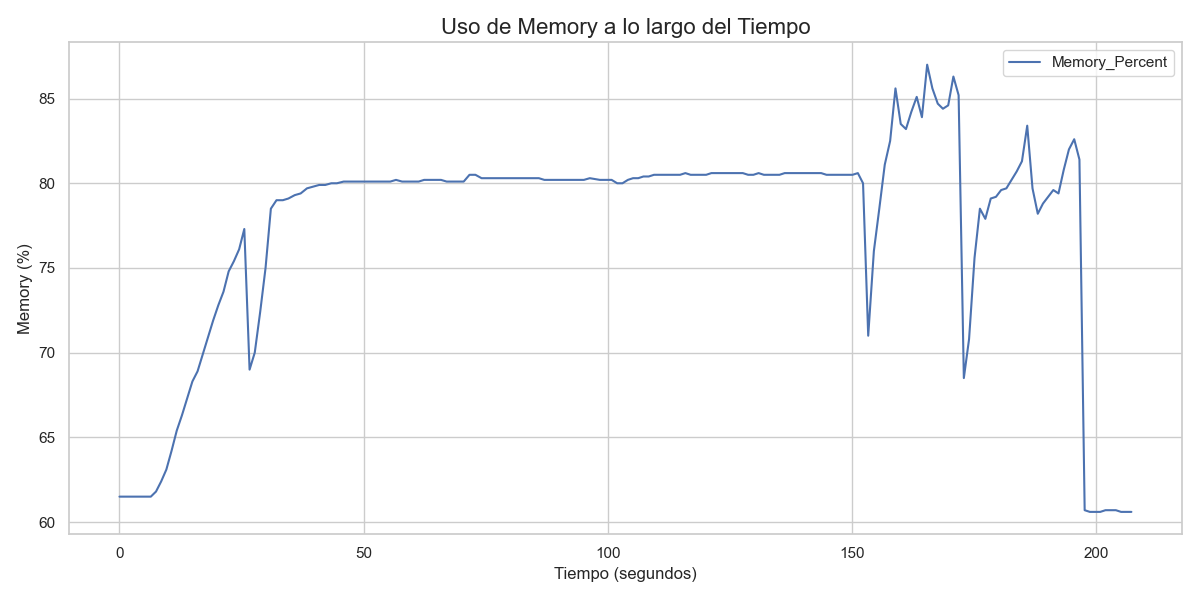 Uso de Memory a lo largo del Tiempo
Memory_Percent
Memory (%)
85
80
75
70
65
60
0 50 100 150 200
Tiempo (segundos)